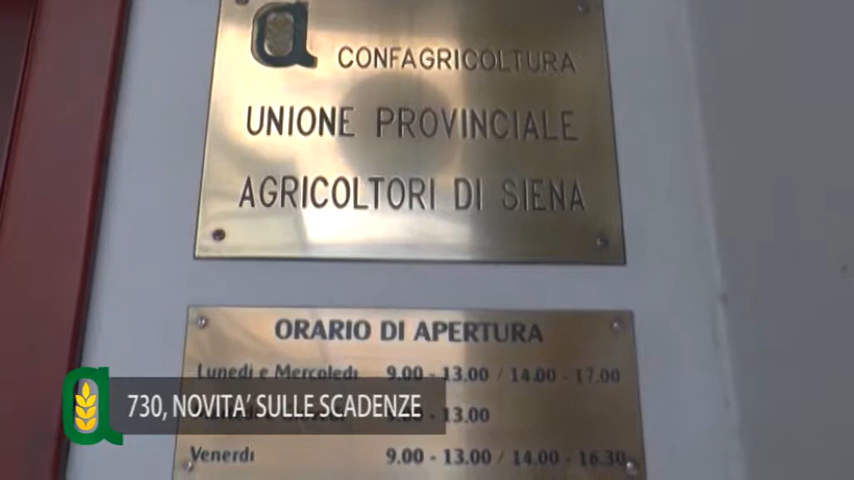 CONFAGRICOLTURA
UNIONE PROVINCIALE
AGRICOLTORI DI SIENA
ORARIO DI APERTURA
Lunedì e Mercoledì 9.00 - 13.00 / 14.00 - 17.00
- 13.00
Venerdì 9.00 - 13.00 / 14.00 - 16.30
730, NOVITA' SULLE SCADENZE